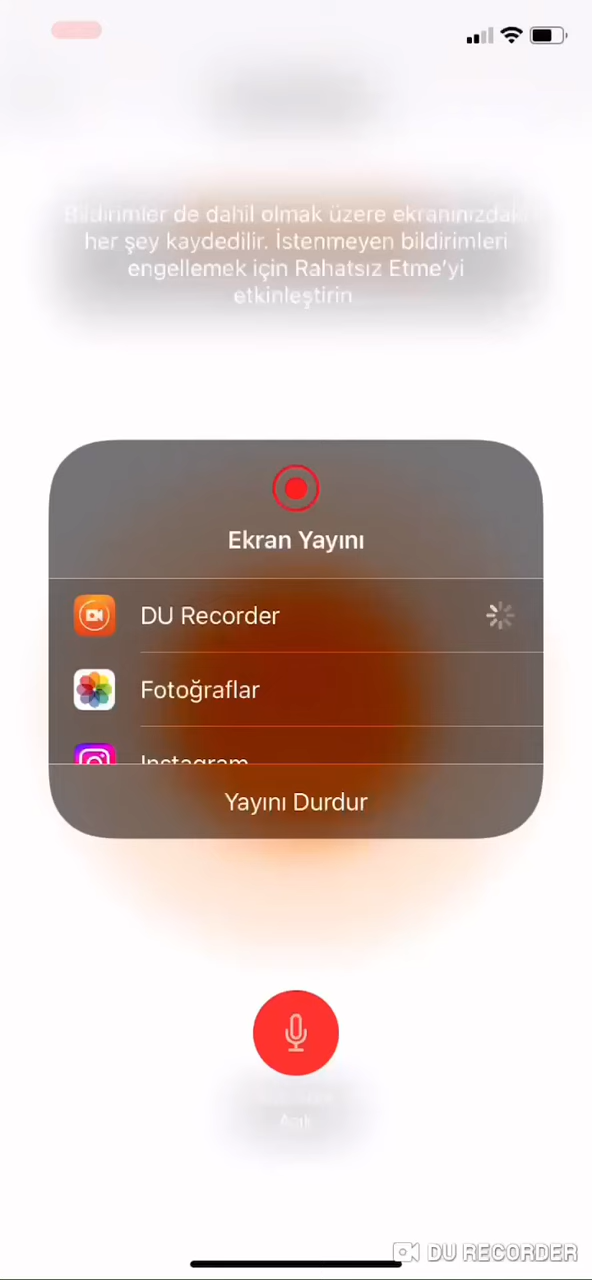 Bildirimler de dahil olmak üzere ekranınızdaki
her şey kaydedilir. İstenmeyen bildirimleri
engellemek için Rahatsız Etme'yi
etkinleştirin
Ekran Yayını
DU Recorder
Fotoğraflar
Instagram
Yayını Durdur
Açık
DU RECORDER